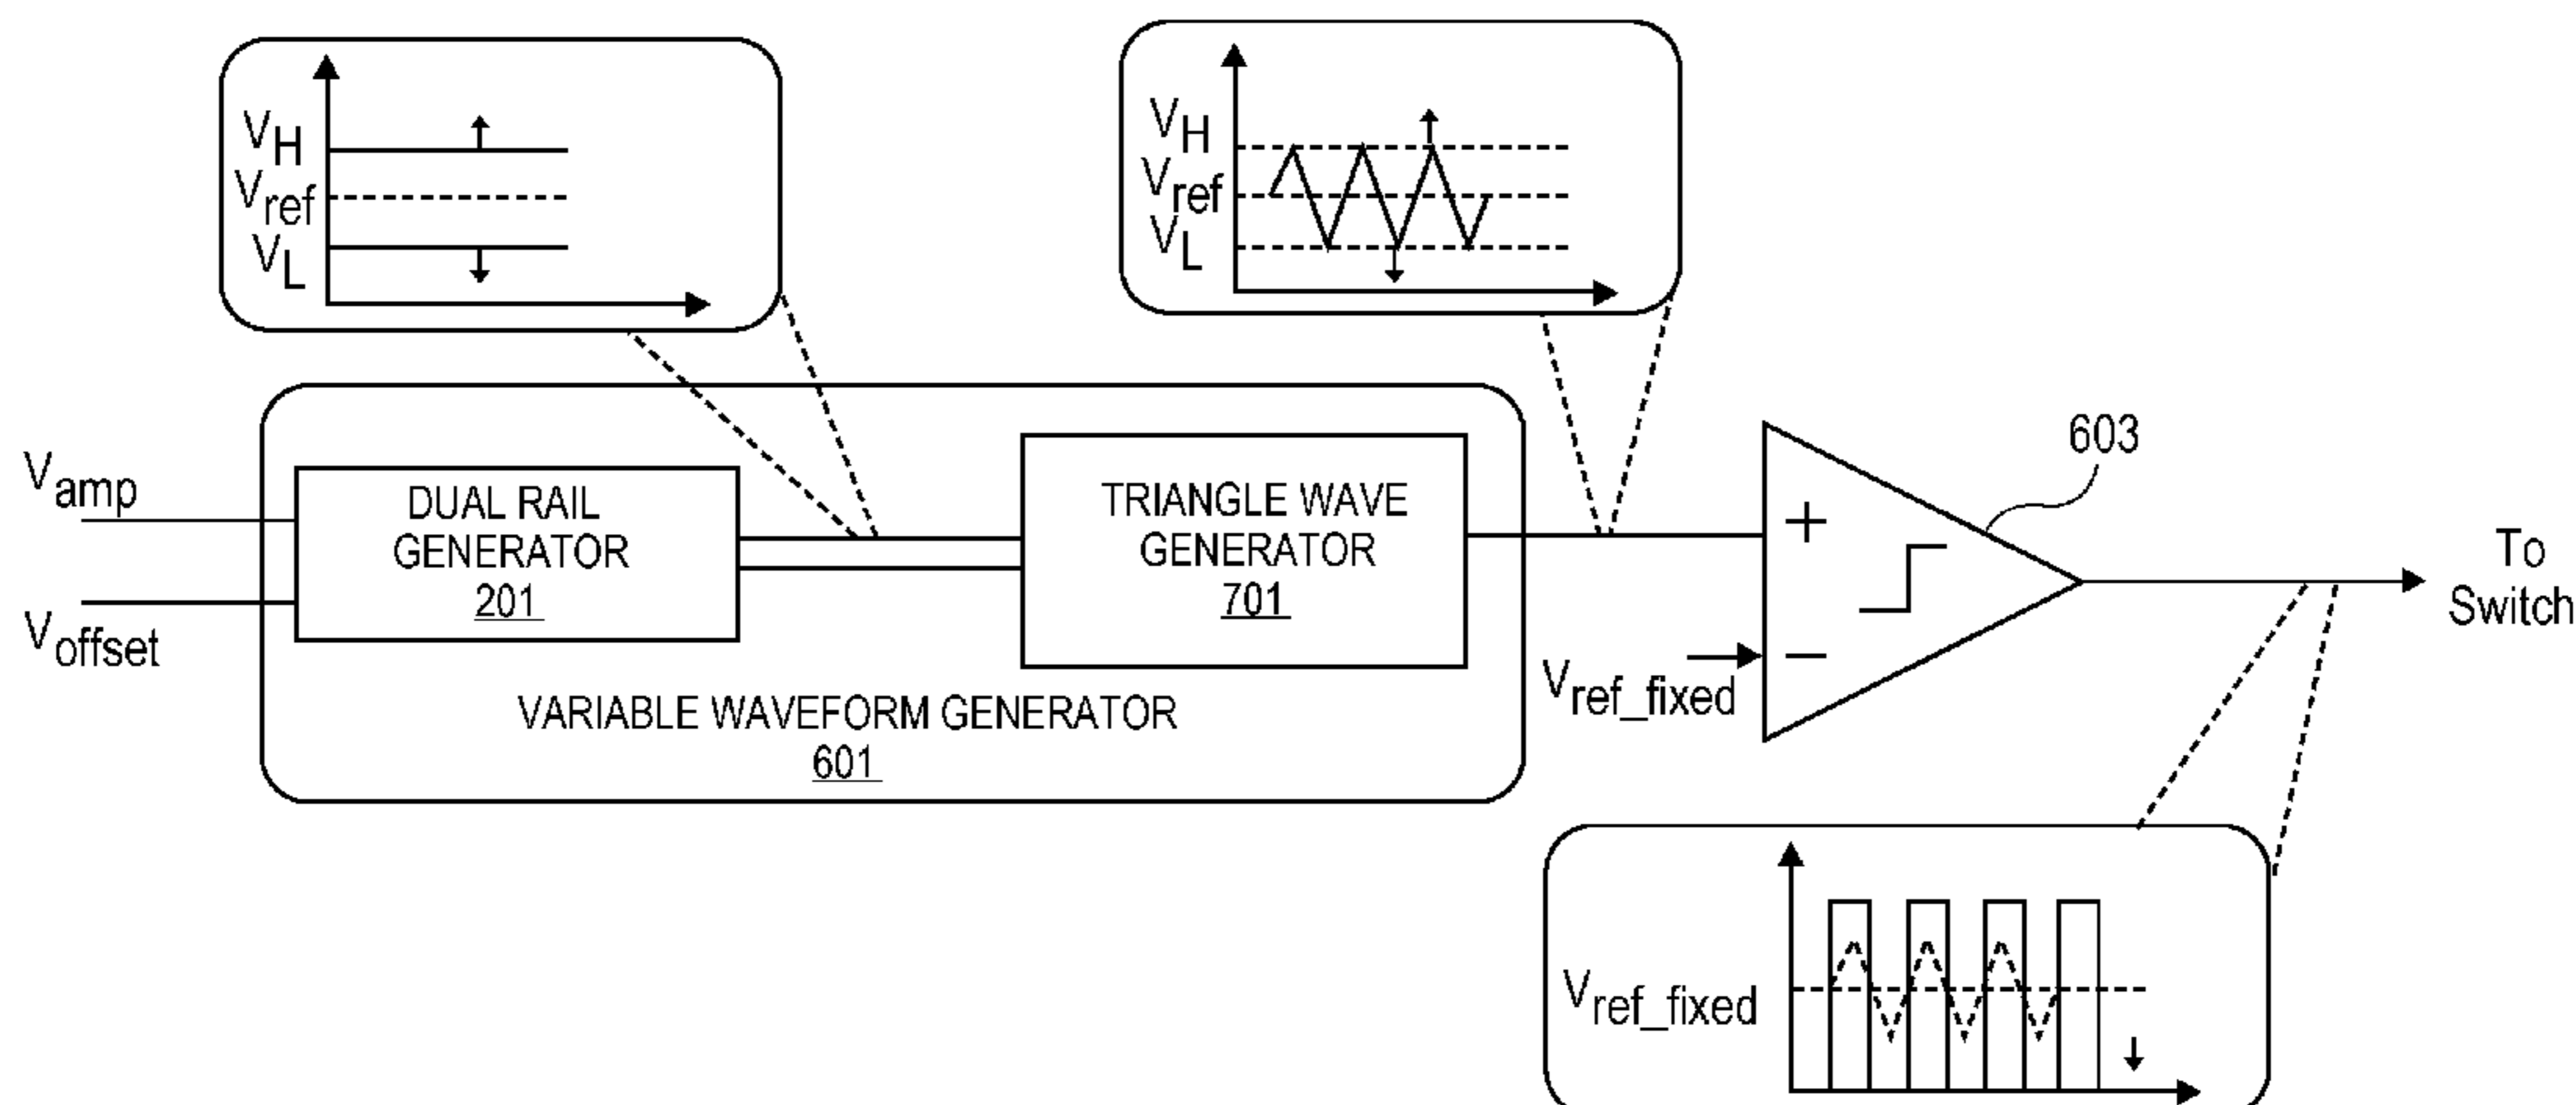 VH
Vref
VL
VH
Vref
VL
Vamp
Voffset
DUAL RAIL
GENERATOR
201
TRIANGLE WAVE
GENERATOR
701
VARIABLE WAVEFORM GENERATOR
601
603
+
−
Vref_fixed
To
Switch
Vref_fixed